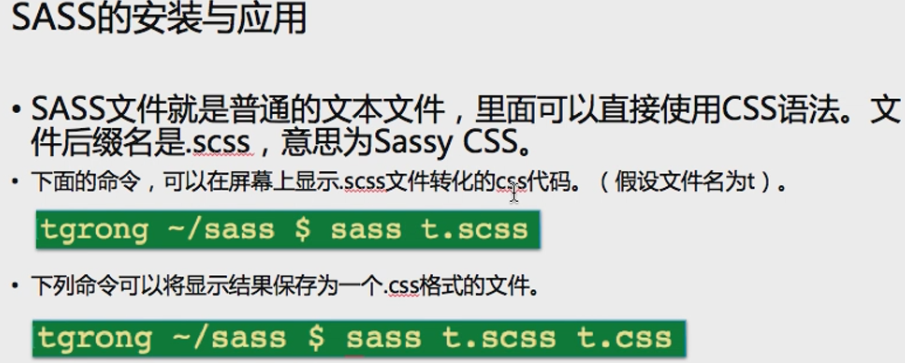 SASS的安装与应用
• SASS文件就是普通的文本文件，里面可以直接使用CSS语法。文
件后缀名是.scss，意思为Sassy CSS。
• 下面的命令，可以在屏幕上显示.scss文件转化的css代码。（假设文件名为t）。
tgrong ~/sass $ sass t.scss
• 下列命令可以将显示结果保存为一个.css格式的文件。
tgrong ~/sass $ sass t.scss t.css